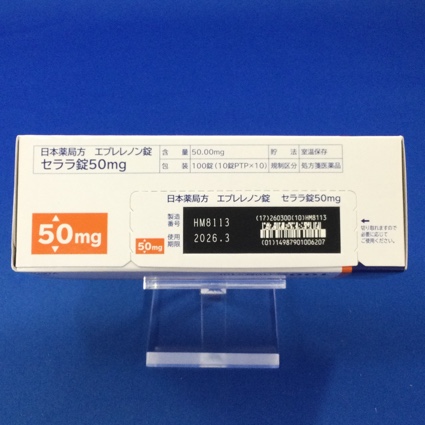 日本薬局方 エプレレノン錠
セララ錠50mg
含 量 50.00mg 貯 法 室温保存
包 装 100錠(10錠PTP×10) 規制区分 処方箋医薬品
日本薬局方 エプレレノン錠 セララ錠50mg
製造番号 HM8113
使用期限 2026.3
(17)260300(10)HM8113
(01)14987901006207
50mg
50mg
切り取れますので
必要に応じて
ご使用ください。